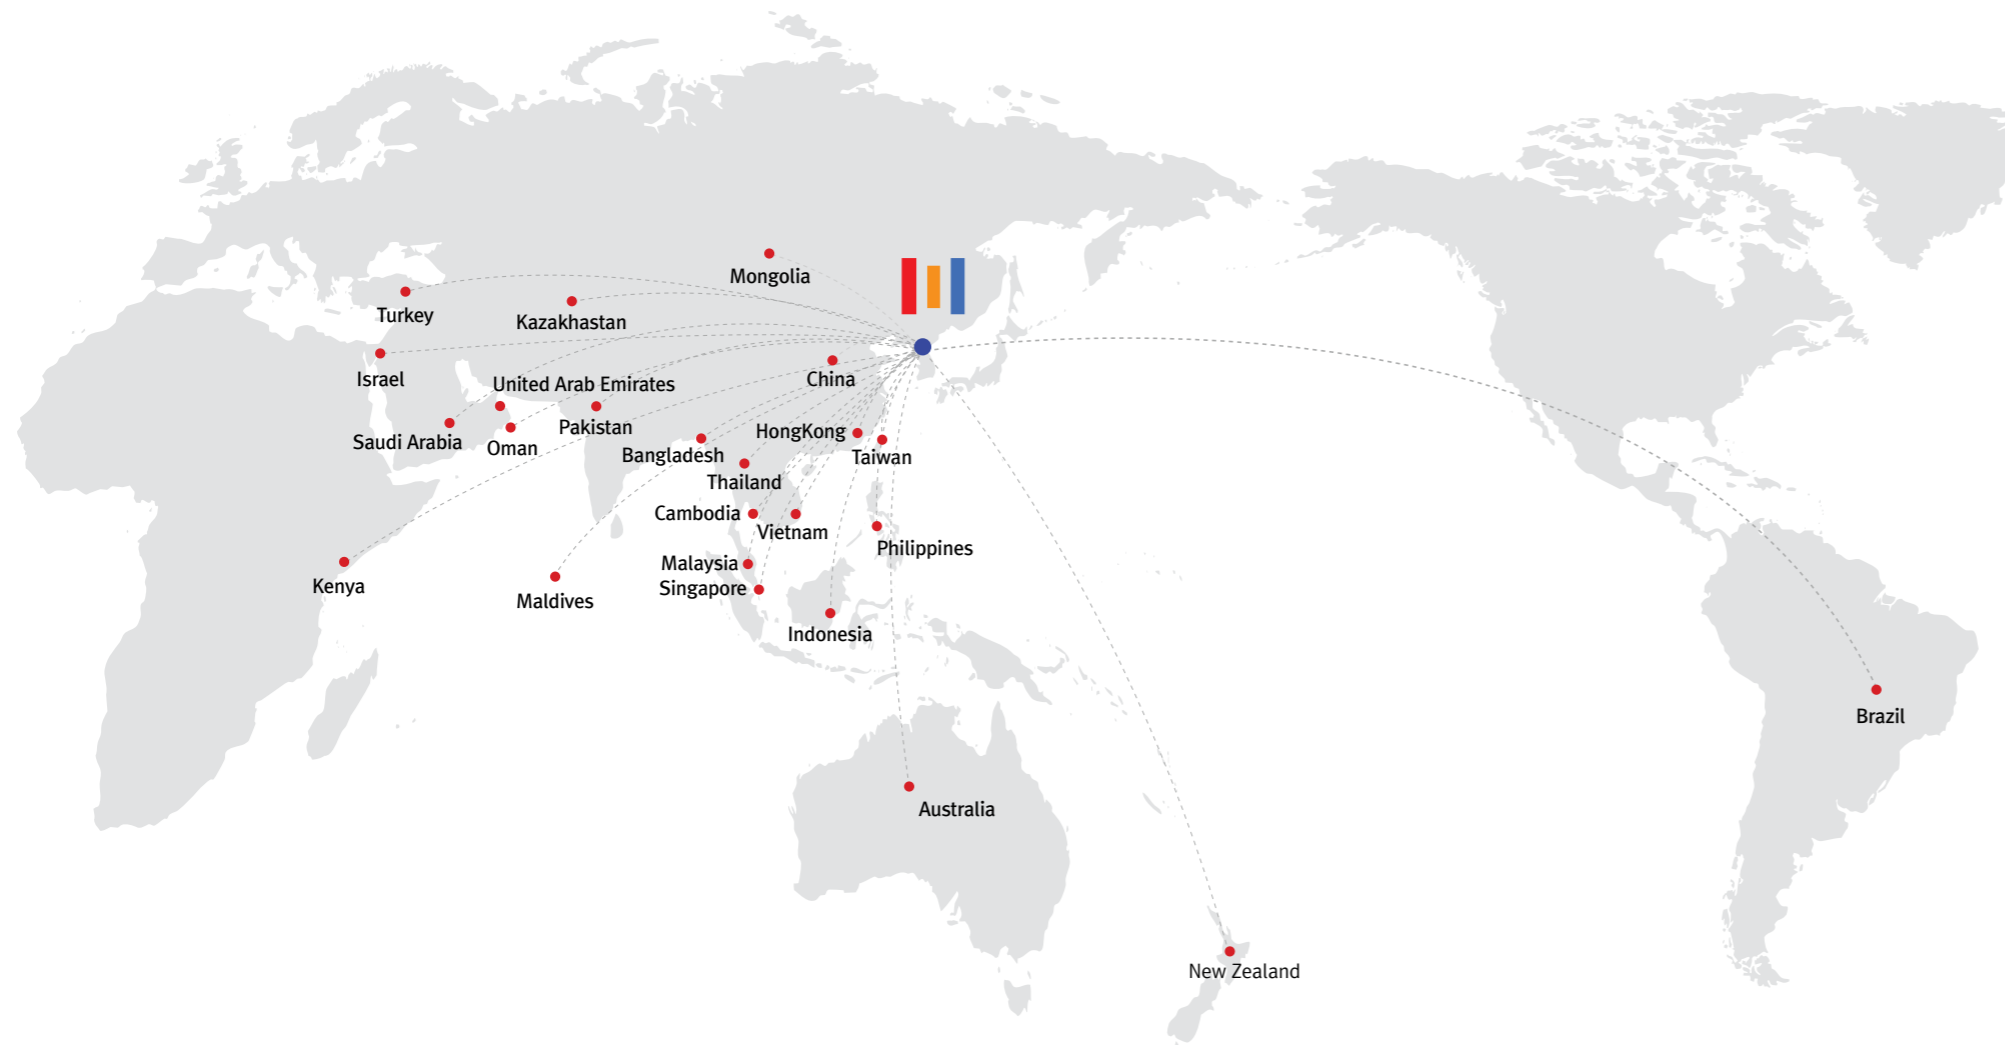 Mongolia
Turkey
Kazakhastan
Israel
China
United Arab Emirates
Saudi Arabia
Oman
Pakistan
HongKong
Bangladesh
Taiwan
Thailand
Cambodia
Vietnam
Philippines
Malaysia
Singapore
Kenya
Maldives
Indonesia
Brazil
Australia
New Zealand